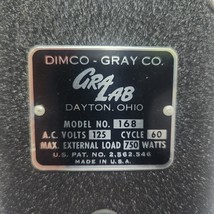 DIMCO - GRAY CO.
GRA LAB
DAYTON, OHIO
MODEL NO. 168
A.C. VOLTS 125 CYCLE 60
MAX. EXTERNAL LOAD 750 WATTS
U.S. PAT. NO. 2,562,546
MADE IN U.S.A.